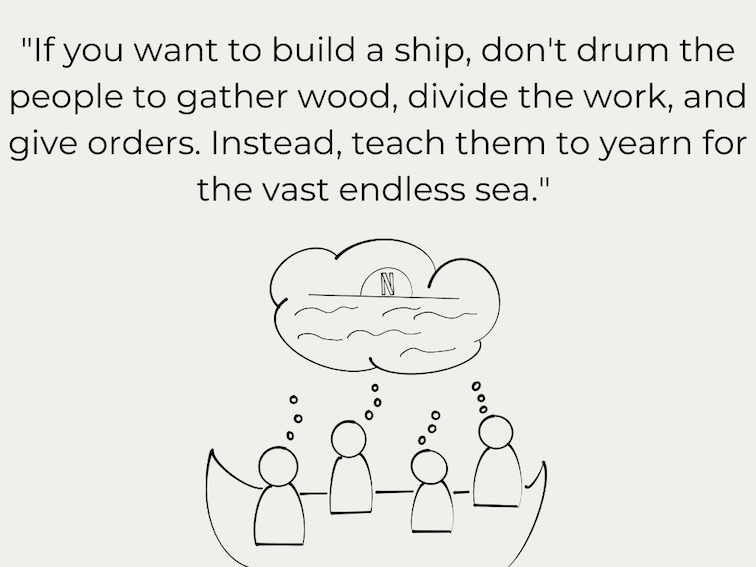 "If you want to build a ship, don't drum the
people to gather wood, divide the work, and
give orders. Instead, teach them to yearn for
the vast endless sea."
N